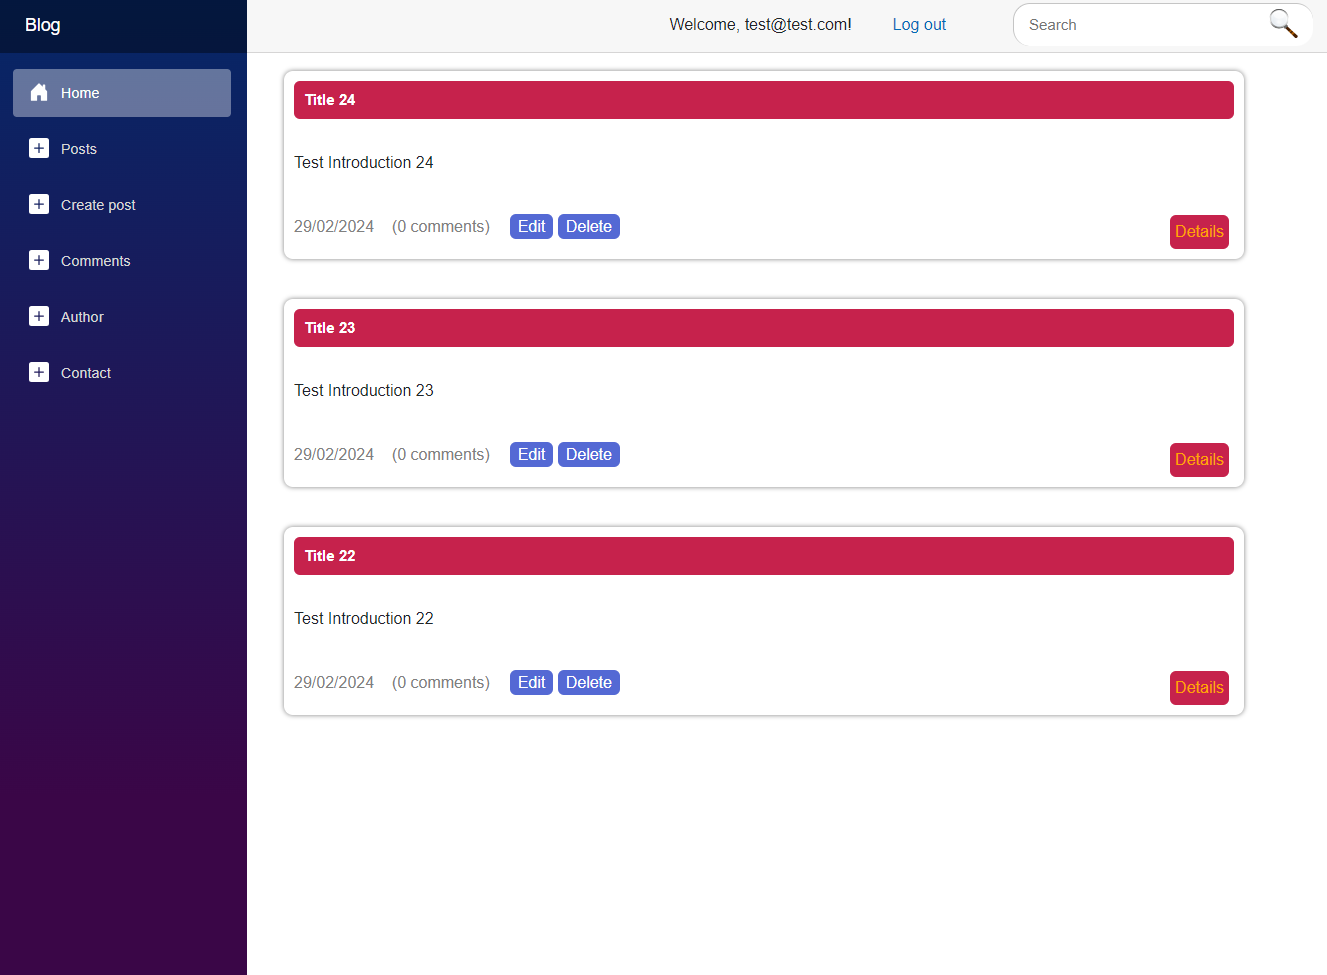 Blog
Welcome, test@test.com!
Log out
Search
Home
Posts
Create post
Comments
Author
Contact
Title 24
Test Introduction 24
29/02/2024 (0 comments) Edit Delete Details
Title 23
Test Introduction 23
29/02/2024 (0 comments) Edit Delete Details
Title 22
Test Introduction 22
29/02/2024 (0 comments) Edit Delete Details